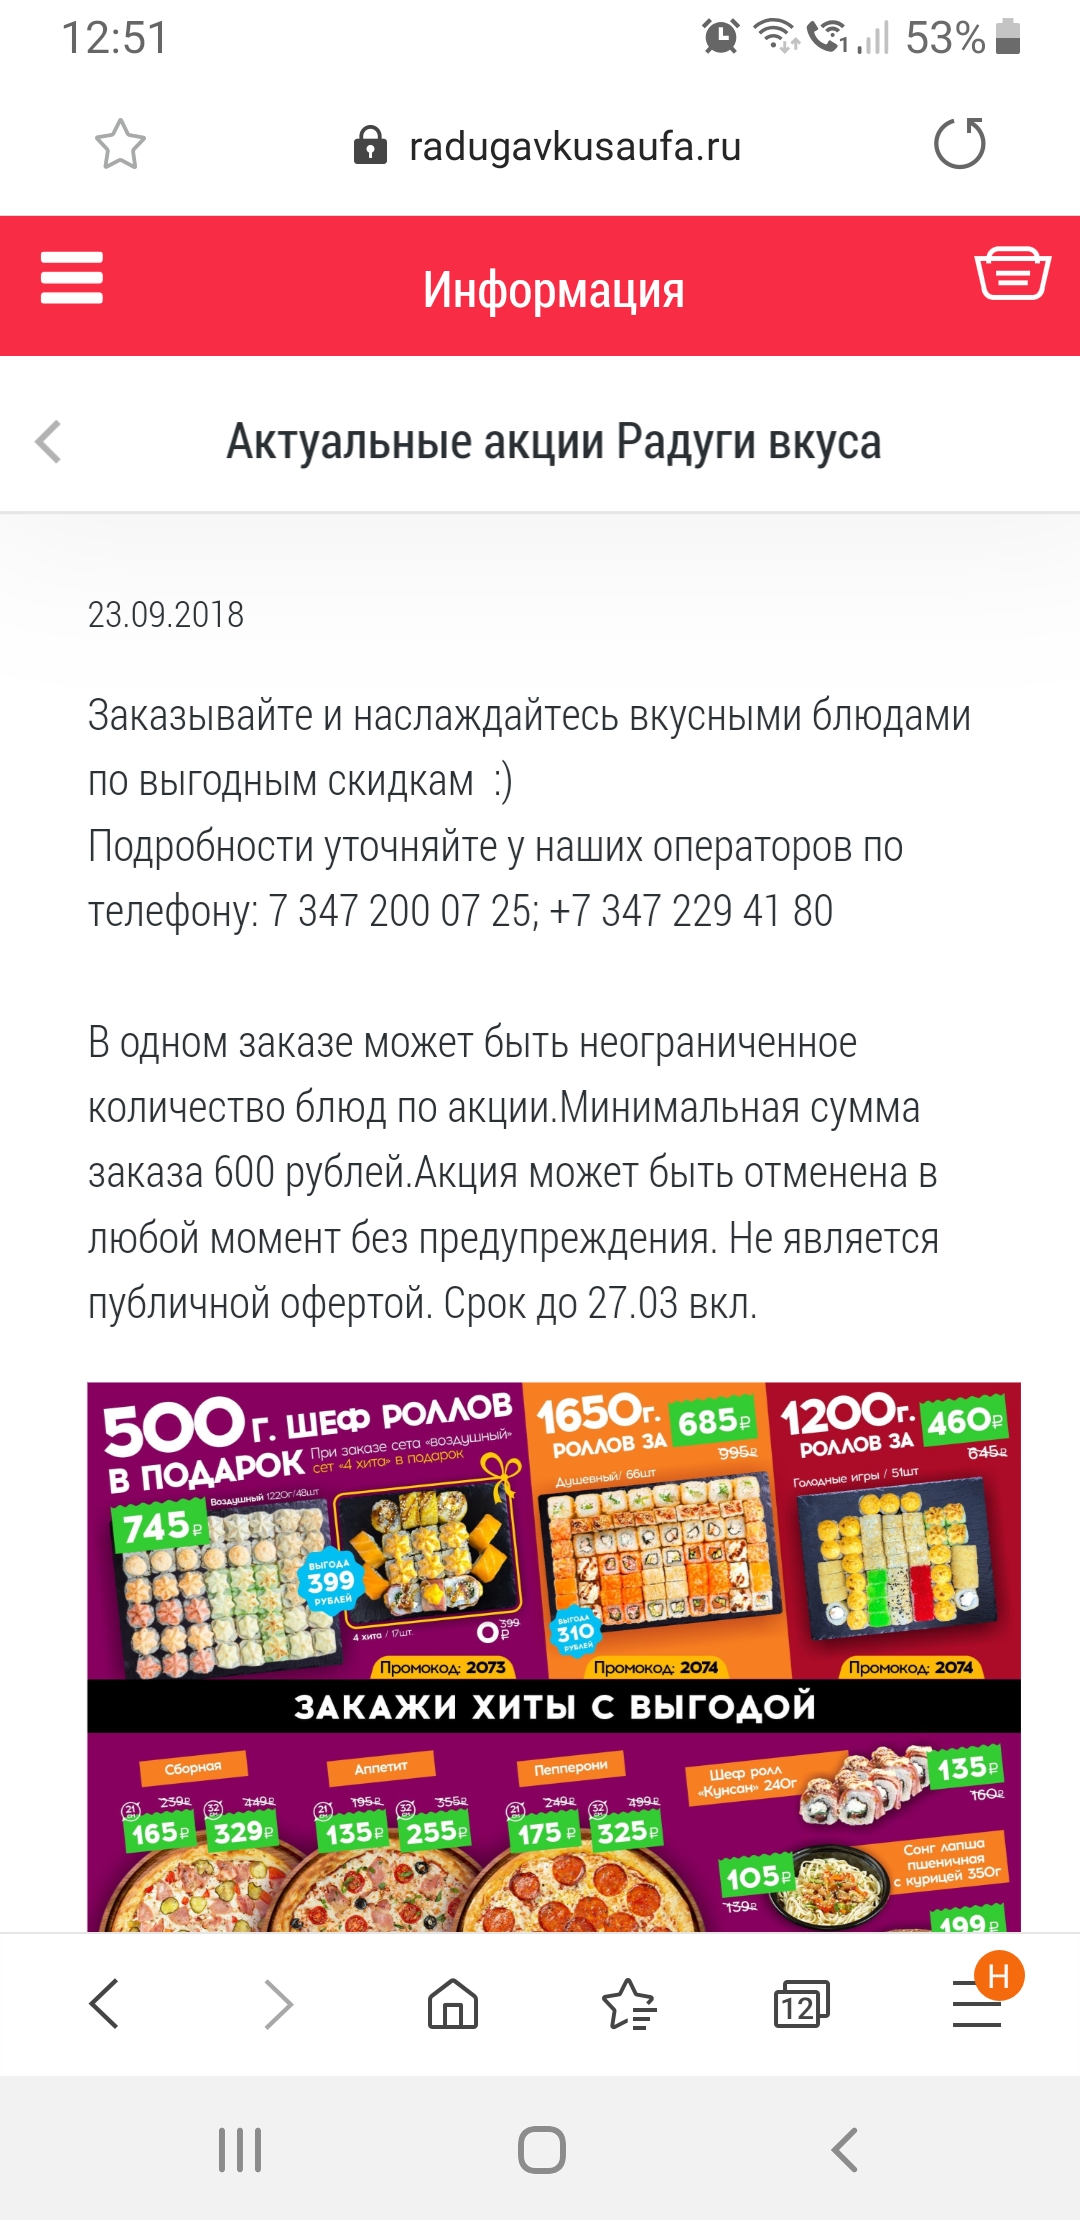 12:51
1
53%
radugavkusaufa.ru
Информация
Актуальные акции Радуги вкуса
23.09.2018
Заказывайте и наслаждайтесь вкусными блюдами
по выгодным скидкам :)
Подробности уточняйте у наших операторов по
телефону: 7 347 200 07 25; +7 347 229 41 80
В одном заказе может быть неограниченное
количество блюд по акции.Минимальная сумма
заказа 600 рублей.Акция может быть отменена в
любой момент без предупреждения. Не является
публичной офертой. Срок до 27.03 вкл.
500 г. ШЕФ РОЛЛОВ
В ПОДАРОК
При заказе сета «воздушный»
сет «4 хита» в подарок
Воздушный 1220г/48шт
745₽
ВЫГОДА
399
РУБЛЕЙ
4 хита / 17шт.
0₽
399
Промокод: 2073
1650г.
РОЛЛОВ ЗА
685₽
995₽
Душевный/ 66шт
ВЫГОДА
310
РУБЛЕЙ
Промокод: 2074
1200г.
РОЛЛОВ ЗА
460₽
645₽
Голодные игры / 51шт
Промокод: 2074
ЗАКАЖИ ХИТЫ С ВЫГОДОЙ
Сборная
21 см
239₽
32 см
449₽
165₽ 329₽
Аппетит
21 см
195₽
32 см
355₽
135₽ 255₽
Пепперони
21 см
249₽
32 см
499₽
175₽ 325₽
Шеф ролл
«Кунсан» 240г
135₽
160₽
Сонг лапша
пшеничная
с курицей 350г
105₽
139₽
199₽
12
Н